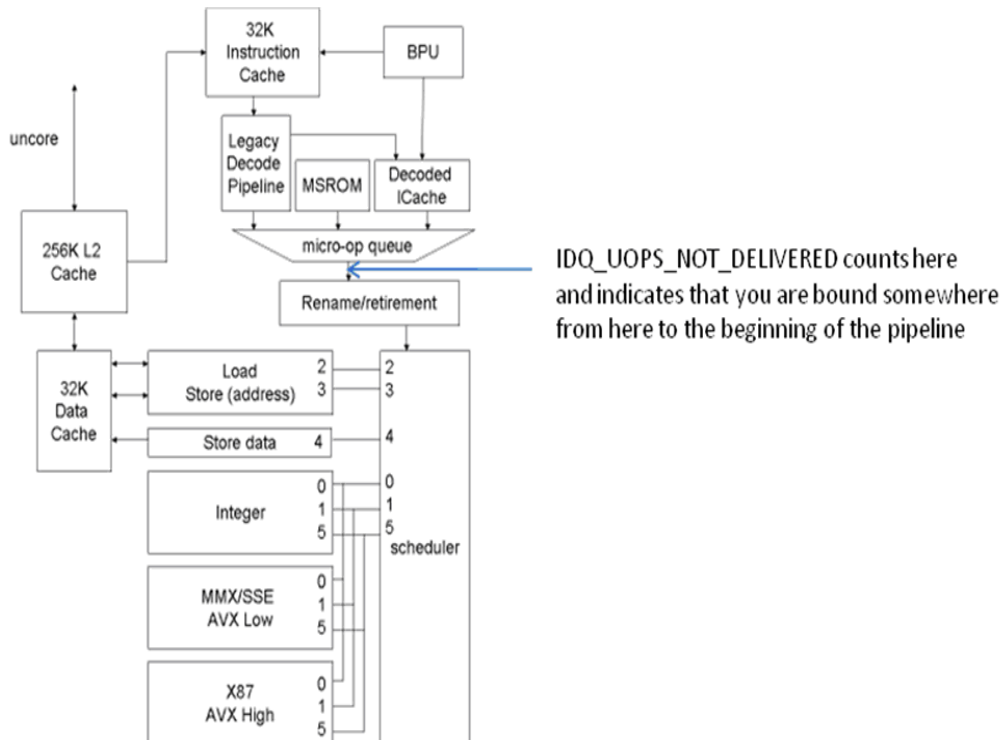 32K
Instruction
Cache
BPU
uncore
Legacy
Decode
Pipeline
MSROM
Decoded
ICache
256K L2
Cache
micro-op queue
IDQ_UOPS_NOT_DELIVERED counts here
and indicates that you are bound somewhere
from here to the beginning of the pipeline
Rename/retirement
32K
Data
Cache
Load
Store (address)
2
3
2
3
Store data
4
4
Integer
0
1
5
0
1
5
scheduler
MMX/SSE
AVX Low
0
1
5
X87
AVX High
0
1
5